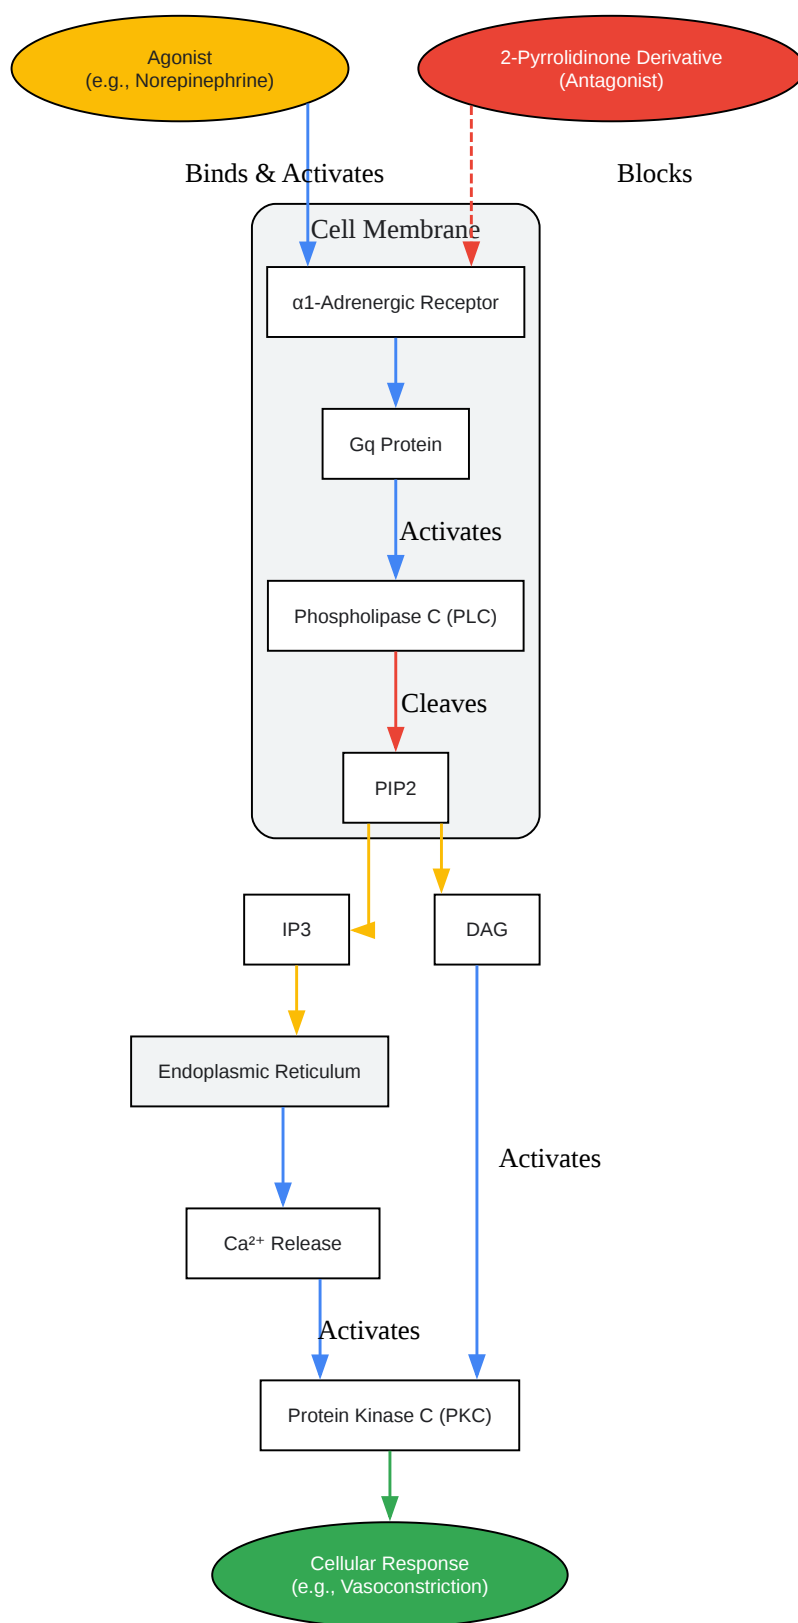 Agonist
(e.g., Norepinephrine)
2-Pyrrolidinone Derivative
(Antagonist)
Binds & Activates
Blocks
Cell Membrane
α1-Adrenergic Receptor
Gq Protein
Activates
Phospholipase C (PLC)
Cleaves
PIP2
IP3
DAG
Endoplasmic Reticulum
Activates
Ca²⁺ Release
Activates
Protein Kinase C (PKC)
Cellular Response
(e.g., Vasoconstriction)